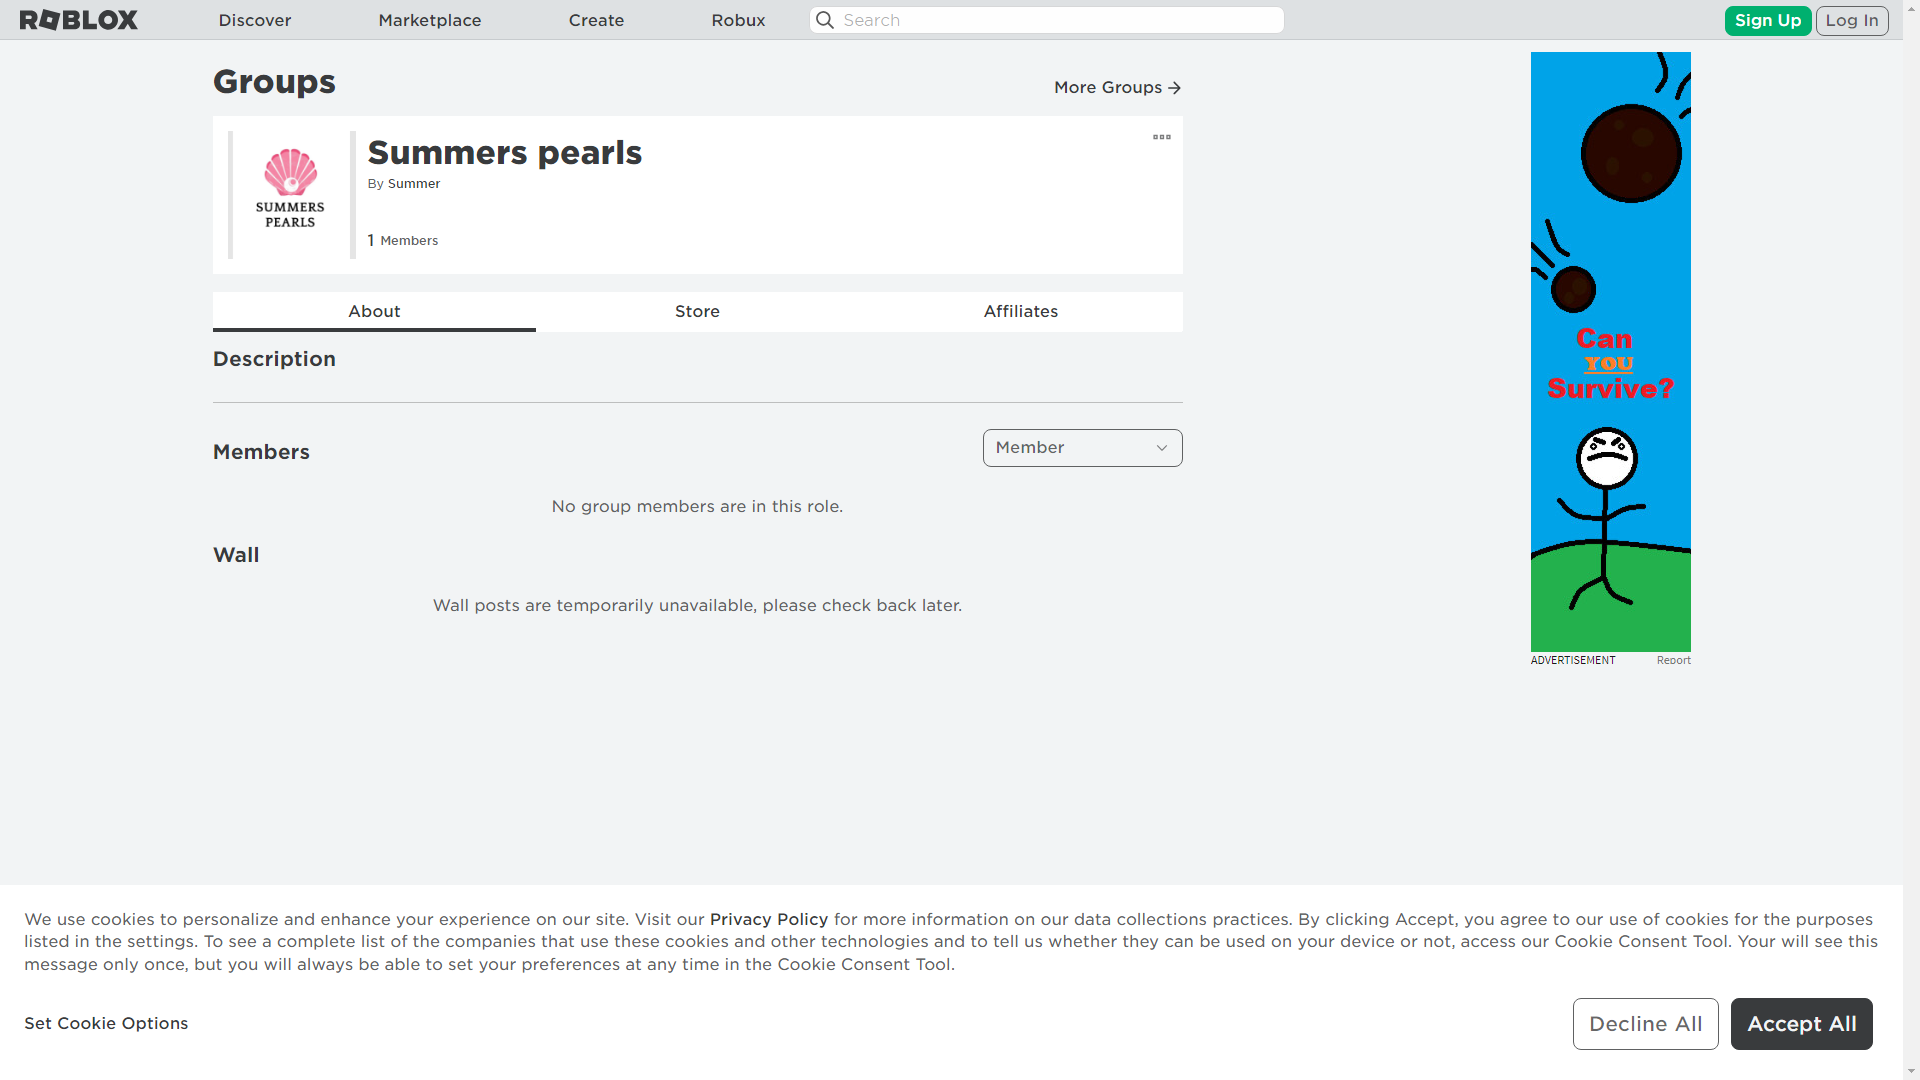 ROBLOX Discover Marketplace Create Robux Search Sign Up Log In
Groups
More Groups
SUMMERS
PEARLS
Summers pearls
By Summer
1 Members
About Store Affiliates
Description
Members
Member
No group members are in this role.
Wall
Wall posts are temporarily unavailable, please check back later.
Can
YOU
Survive?
ADVERTISEMENT Report
We use cookies to personalize and enhance your experience on our site. Visit our Privacy Policy for more information on our data collections practices. By clicking Accept, you agree to our use of cookies for the purposes
listed in the settings. To see a complete list of the companies that use these cookies and other technologies and to tell us whether they can be used on your device or not, access our Cookie Consent Tool. Your will see this
message only once, but you will always be able to set your preferences at any time in the Cookie Consent Tool.
Set Cookie Options
Decline All
Accept All